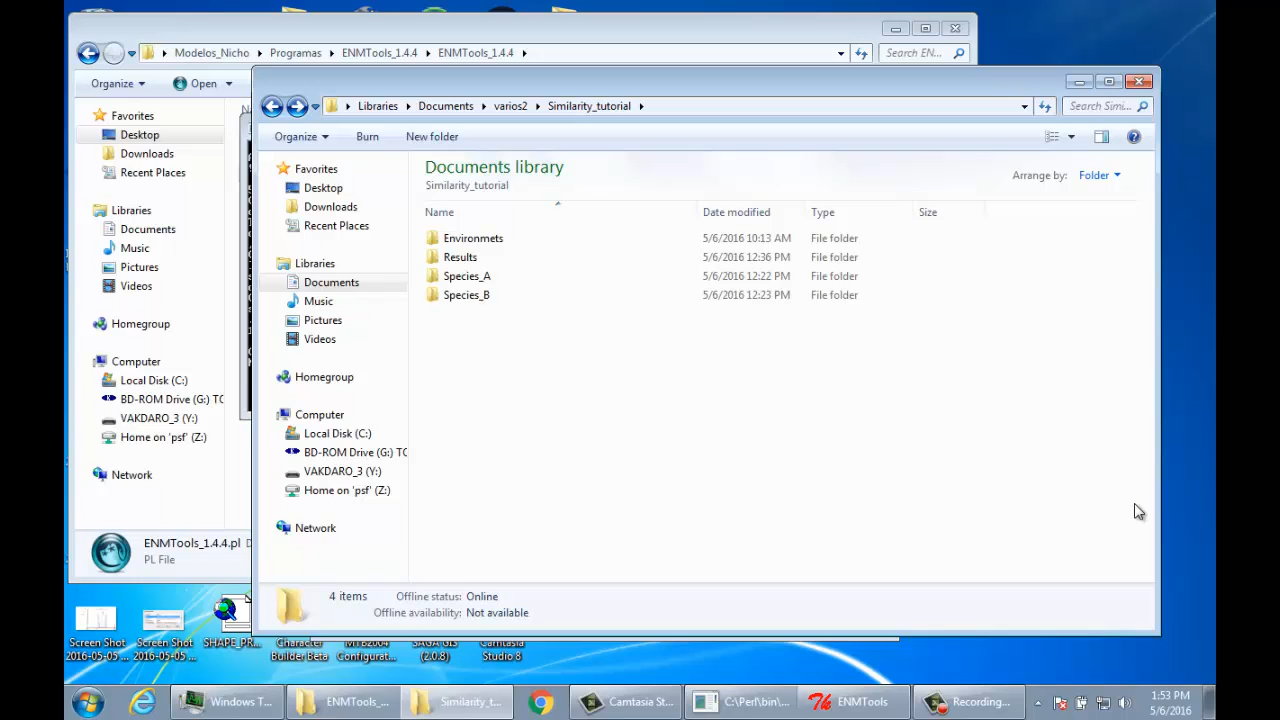 Modelos_Nicho Programas ENMTools_1.4.4 ENMTools_1.4.4 Search EN...
Organize Open
Favorites
Desktop
Downloads
Recent Places
Libraries
Documents
Music
Pictures
Videos
Homegroup
Computer
Local Disk (C:)
BD-ROM Drive (G:) TC
VAKDARO_3 (Y:)
Home on 'psf' (Z:)
Network
ENMTools_1.4.4.pl
PL File
Libraries Documents varios2 Similarity_tutorial Search Simi...
Organize Burn New folder
Favorites
Desktop
Downloads
Recent Places
Libraries
Documents
Music
Pictures
Videos
Homegroup
Computer
Local Disk (C:)
BD-ROM Drive (G:) TC
VAKDARO_3 (Y:)
Home on 'psf' (Z:)
Network
Documents library
Similarity_tutorial
Arrange by: Folder
Name Date modified Type Size
Environmets 5/6/2016 10:13 AM File folder
Results 5/6/2016 12:36 PM File folder
Species_A 5/6/2016 12:22 PM File folder
Species_B 5/6/2016 12:23 PM File folder
4 items Offline status: Online
Offline availability: Not available
Screen Shot
2016-05-05 ...
Screen Shot
2016-05-05 ...
SHAPE_PR...
Character
Builder Beta
Configurat...
SAGA GIS
(2.0.8)
Camtasia
Studio 8
Windows T... ENMTools_... Similarity_t... Camtasia St... C:\Perl\bin\... ENMTools Recording...
1:53 PM
5/6/2016